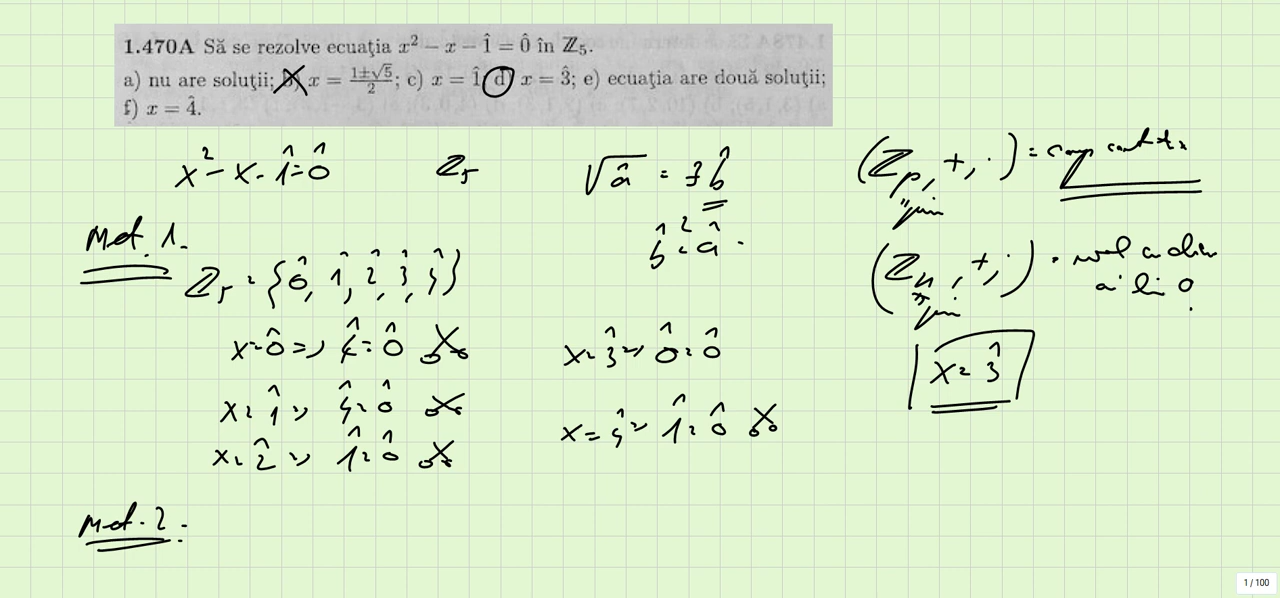 1.470A Să se rezolve ecuaţia x² − x − 1̂ = 0̂ în ℤ₅.
a) nu are soluţii; b) x = (1±√5)/2; c) x = 1̂; d) x = 3̂; e) ecuaţia are două soluţii;
f) x = 4̂.
x² − x − 1̂ = 0̂ ℤ₅
√â = ∃ b̂
b̂² = â
(ℤp, +, ·) = corp
Met. 1.
ℤ₅ = {0̂, 1̂, 2̂, 3̂, 4̂}
(ℤn, +, ·)
x = 0̂ ⇒ 4̂ = 0̂
x = 1̂ ⇒ 4̂ = 0̂
x = 2̂ ⇒ 1̂ = 0̂
x = 3̂ ⇒ 0̂ = 0̂
x = 4̂ ⇒ 1̂ = 0̂
x = 3̂
Met. 2:
1 / 100